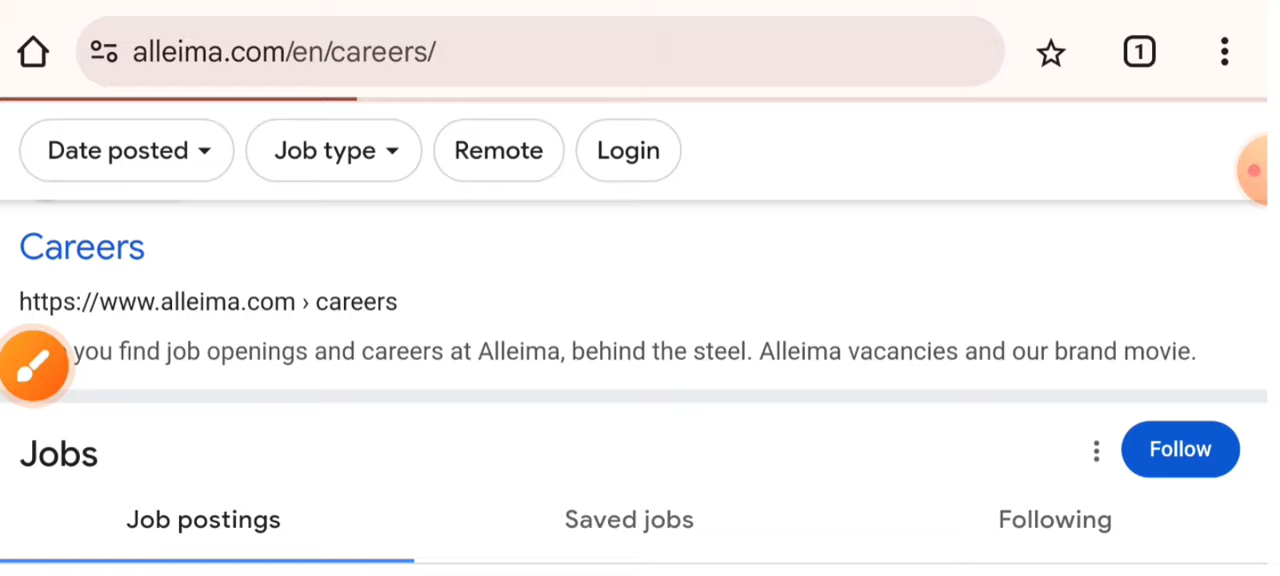 alleima.com/en/careers/
1
Date posted Job type Remote Login
Careers
https://www.alleima.com › careers
you find job openings and careers at Alleima, behind the steel. Alleima vacancies and our brand movie.
Jobs
Follow
Job postings Saved jobs Following